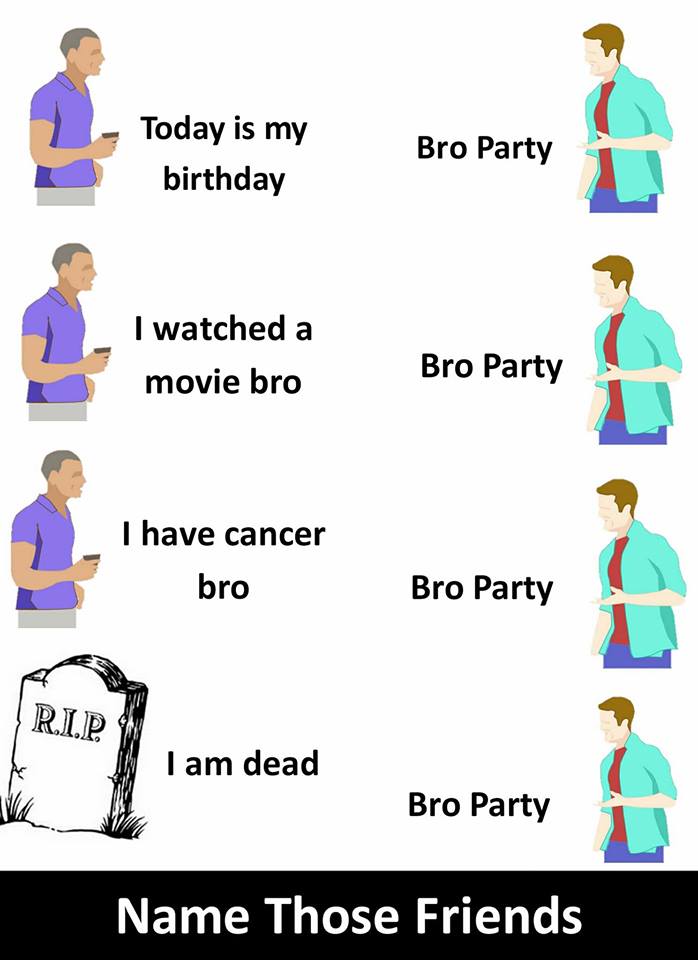 Today is my
birthday
Bro Party
I watched a
movie bro
Bro Party
I have cancer
bro
Bro Party
R.I.P.
I am dead
Bro Party
Name Those Friends